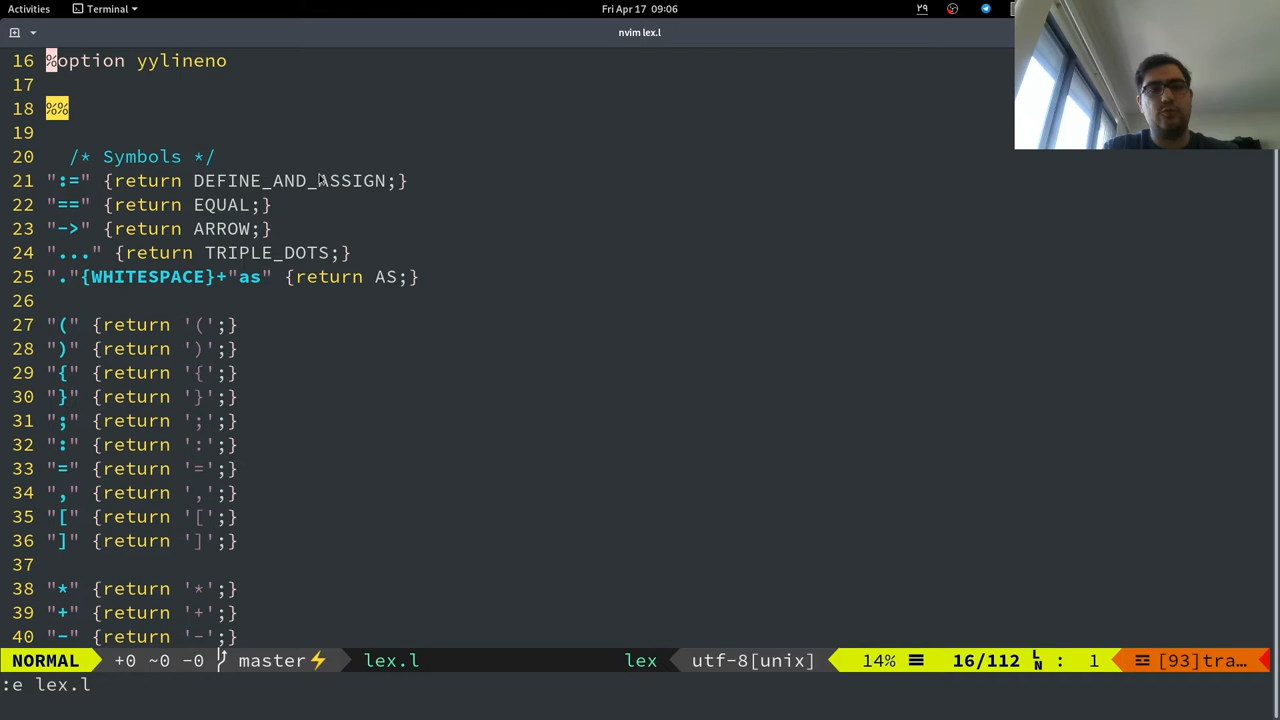 Activities Terminal Fri Apr 17 09:06 ۲۹
nvim lex.l
16 %option yylineno
17
18 %%
19
20 /* Symbols */
21 ":=" {return DEFINE_AND_ASSIGN;}
22 "==" {return EQUAL;}
23 "->" {return ARROW;}
24 "..." {return TRIPLE_DOTS;}
25 "."{WHITESPACE}+"as" {return AS;}
26
27 "(" {return '(';}
28 ")" {return ')';}
29 "{" {return '{';}
30 "}" {return '}';}
31 ";" {return ';';}
32 ":" {return ':';}
33 "=" {return '=';}
34 "," {return ',';}
35 "[" {return '[';}
36 "]" {return ']';}
37
38 "*" {return '*';}
39 "+" {return '+';}
40 "-" {return '-';}
NORMAL +0 ~0 -0 master⚡ lex.l lex utf-8[unix] 14% ☰ 16/112 LN : 1 ☲ [93]tra…
:e lex.l